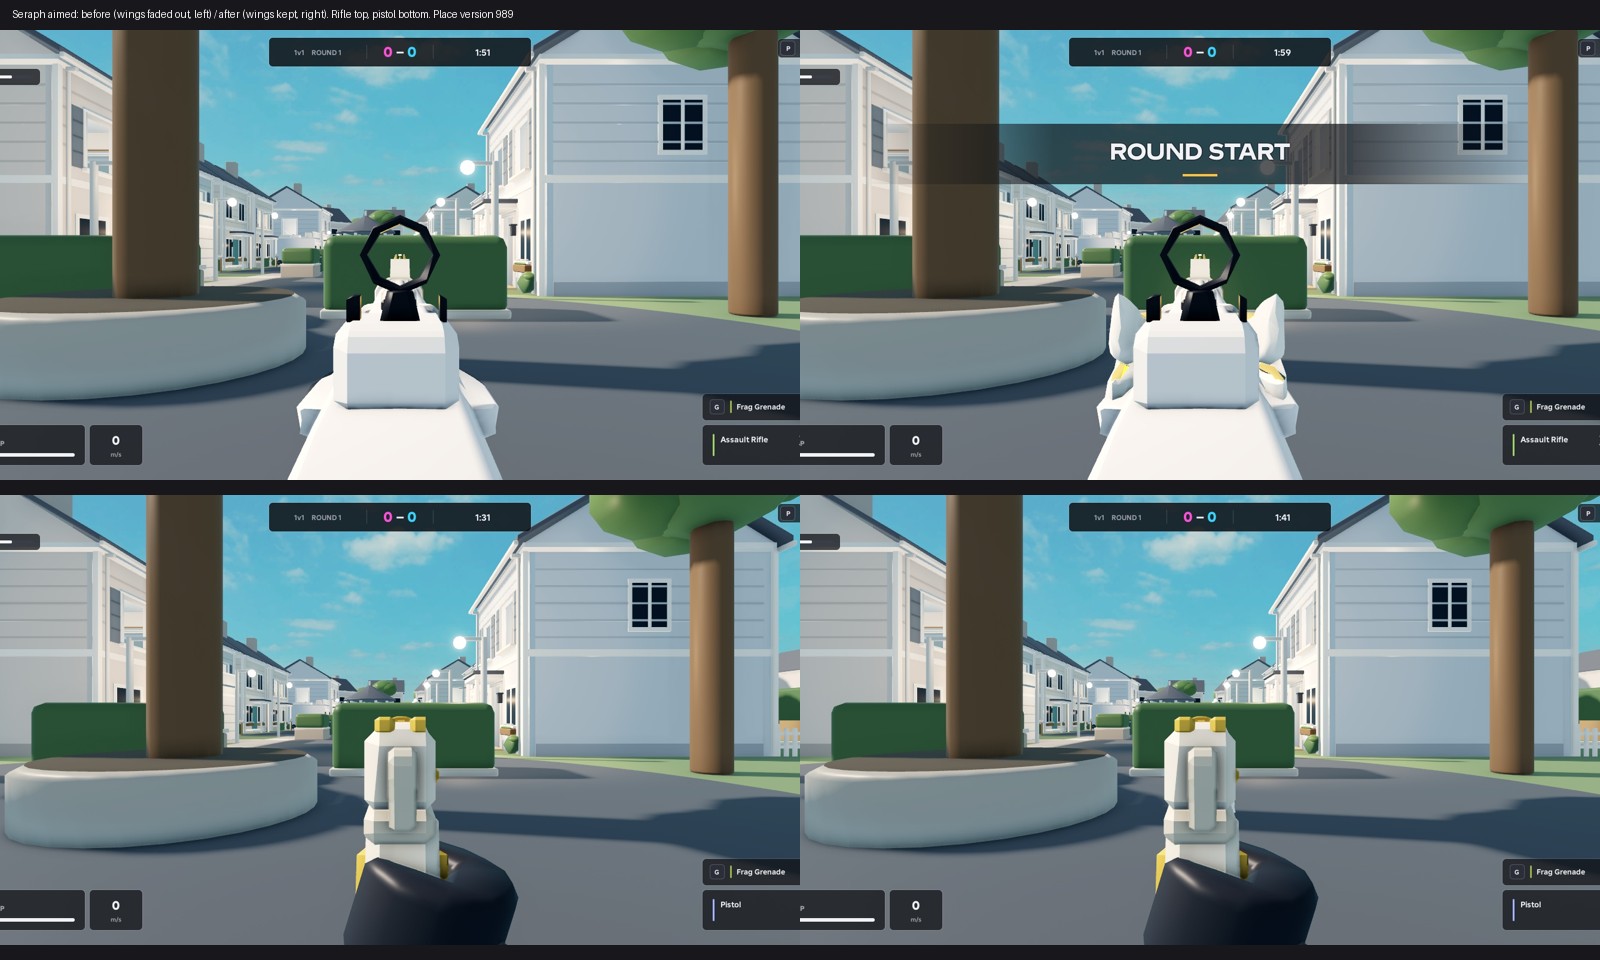 Seraph aimed: before (wings faded out, left) / after (wings kept, right). Rifle top, pistol bottom. Place version 989
1v1 ROUND 1 0 – 0 1:51
P
1v1 ROUND 1 0 – 0 1:59
P
ROUND START
G Frag Grenade
P
0
m/s
Assault Rifle
G Frag Grenade
P
0
m/s
Assault Rifle
1v1 ROUND 1 0 – 0 1:31
P
1v1 ROUND 1 0 – 0 1:41
P
G Frag Grenade
P
0
m/s
Pistol
G Frag Grenade
P
0
m/s
Pistol